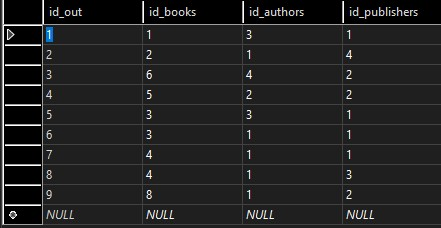 id_out id_books id_authors id_publishers
1 1 3 1
2 2 1 4
3 6 4 2
4 5 2 2
5 3 3 1
6 3 1 1
7 4 1 1
8 4 1 3
9 8 1 2
NULL NULL NULL NULL